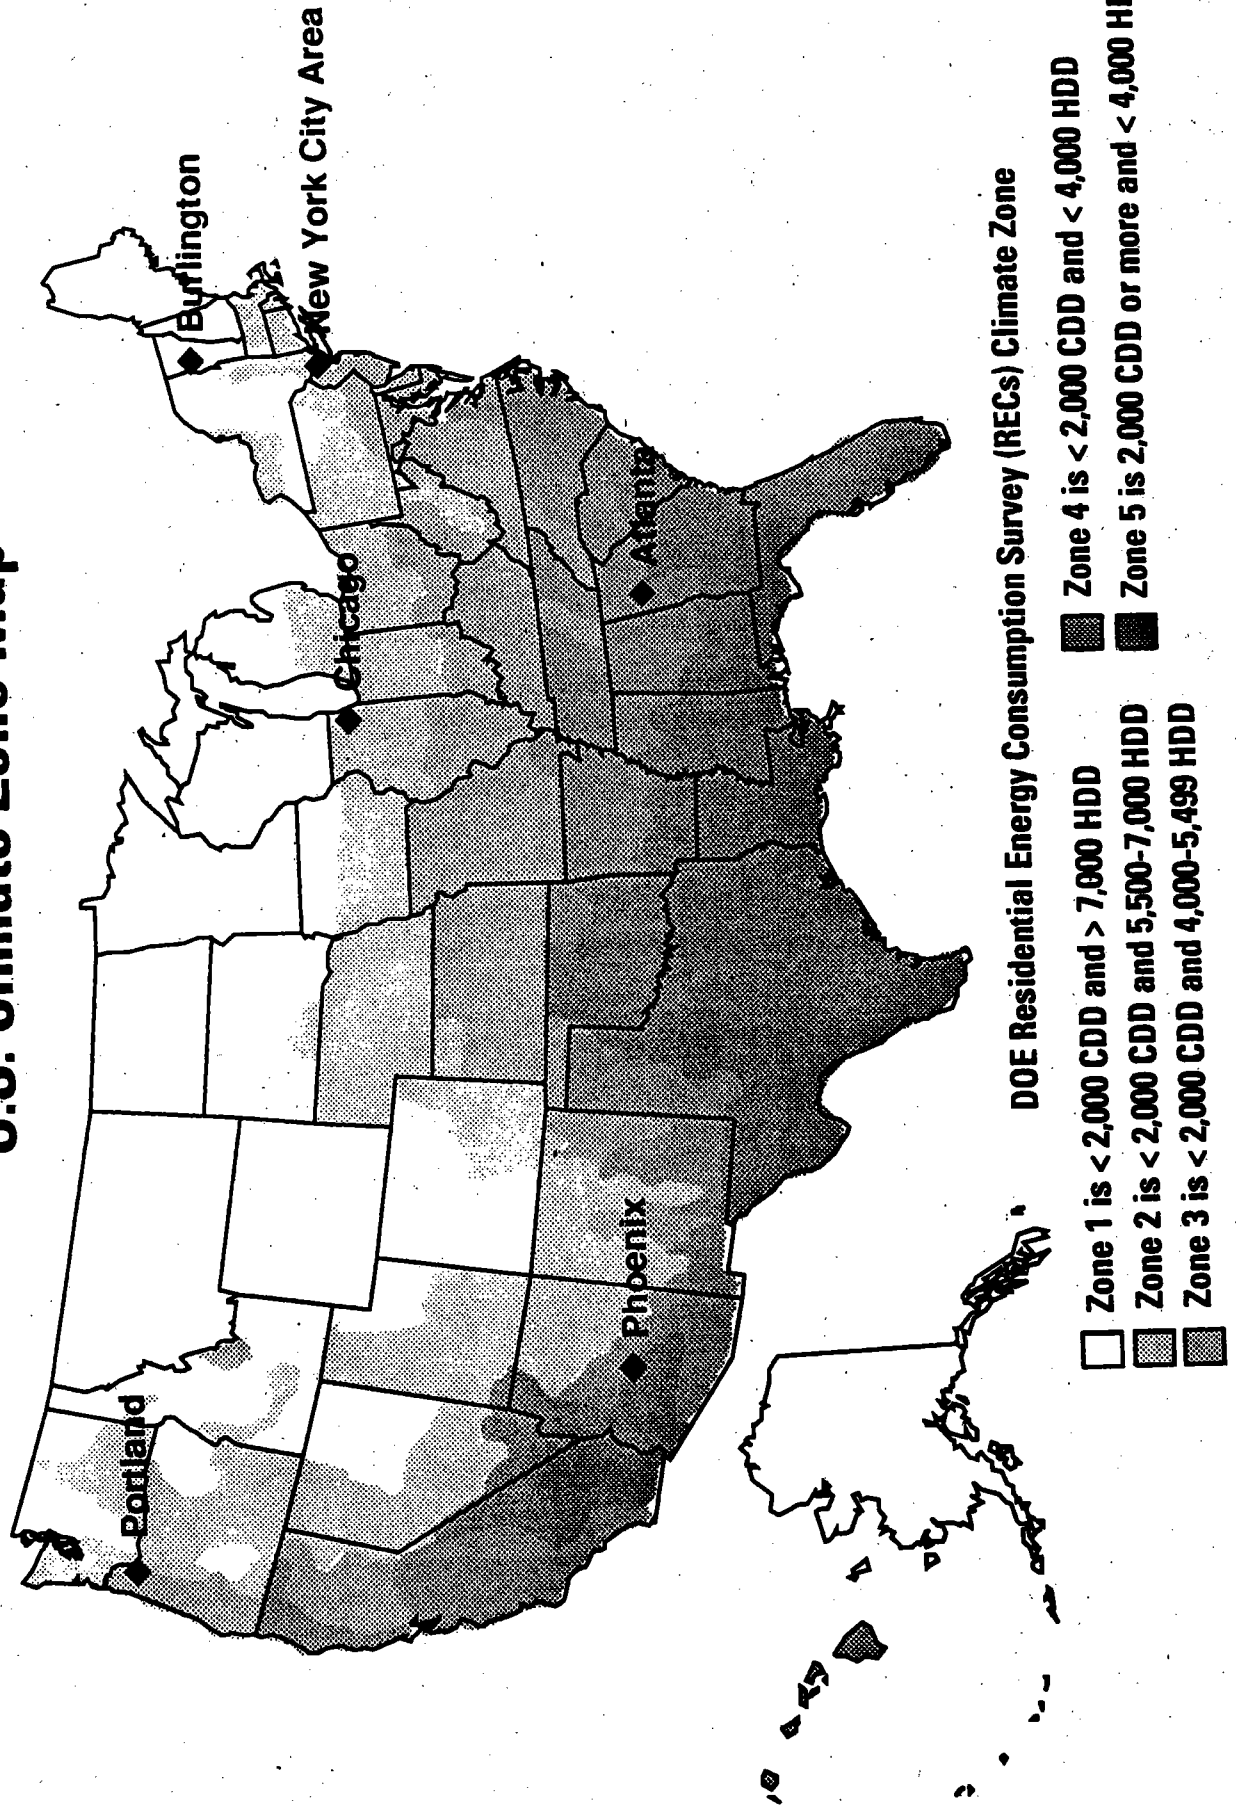 U.S. Climate Zone Map
Burlington
New York City Area
Portland
Chicago
Phoenix
Atlanta
DOE Residential Energy Consumption Survey (RECs) Climate Zone
Zone 1 is < 2,000 CDD and > 7,000 HDD
Zone 2 is < 2,00 CDD and 5,500-7,000 HDD
Zone 3 is < 2,000 CDD and 4,000-5,499 HDD
Zone 4 is < 2,000 CDD and < 4,000 HDD
Zone 5 is 2,000 CDD or more and < 4,000